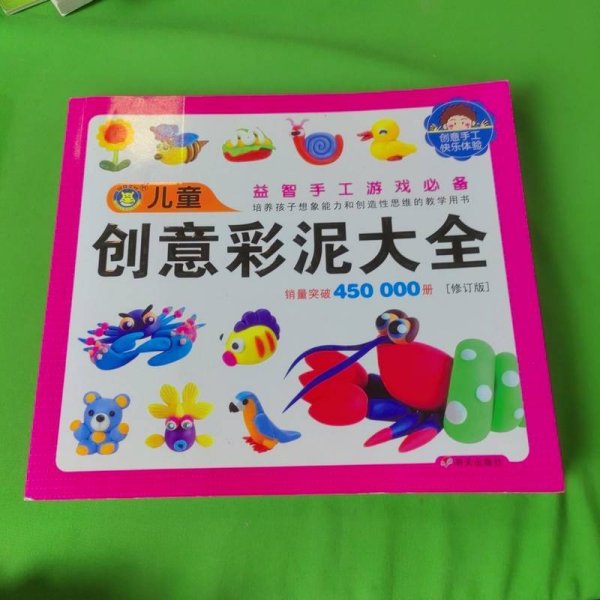 创意手工
快乐体验
儿童
益智手工游戏必备
培养孩子想象能力和创造性思维的教学用书
创意彩泥大全
销量突破450 000册 [修订版]